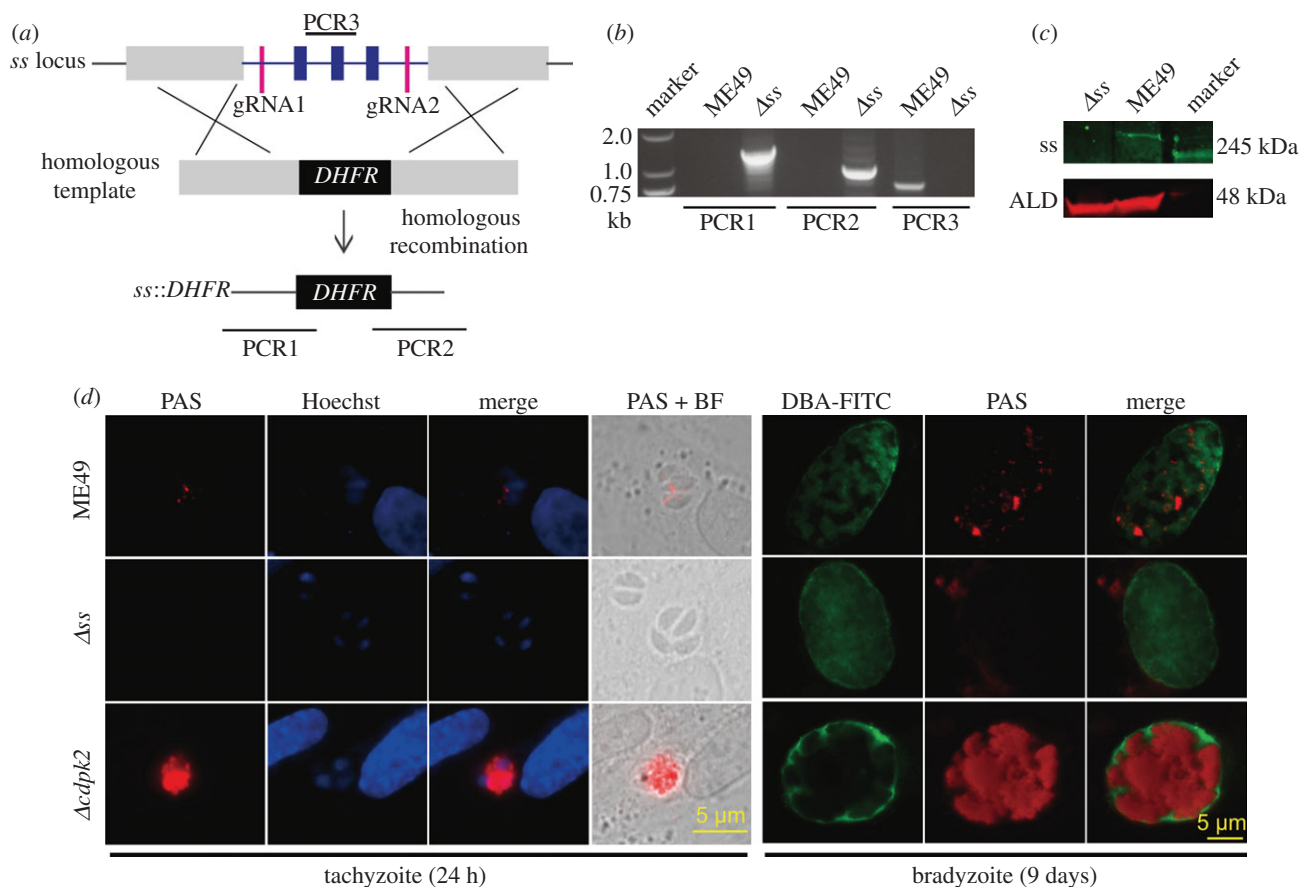 (a)
PCR3
ss locus
gRNA1
gRNA2
homologous
template
DHFR
homologous
recombination
ss::DHFR
DHFR
PCR1
PCR2
(b)
marker
ME49
Δss
ME49
Δss
ME49
Δss
2.0
1.0
0.75
kb
PCR1
PCR2
PCR3
(c)
Δss
ME49
marker
ss
245 kDa
ALD
48 kDa
(d)
PAS
Hoechst
merge
PAS + BF
DBA-FITC
PAS
merge
ME49
Δss
Δcdpk2
5 µm
5 µm
tachyzoite (24 h)
bradyzoite (9 days)